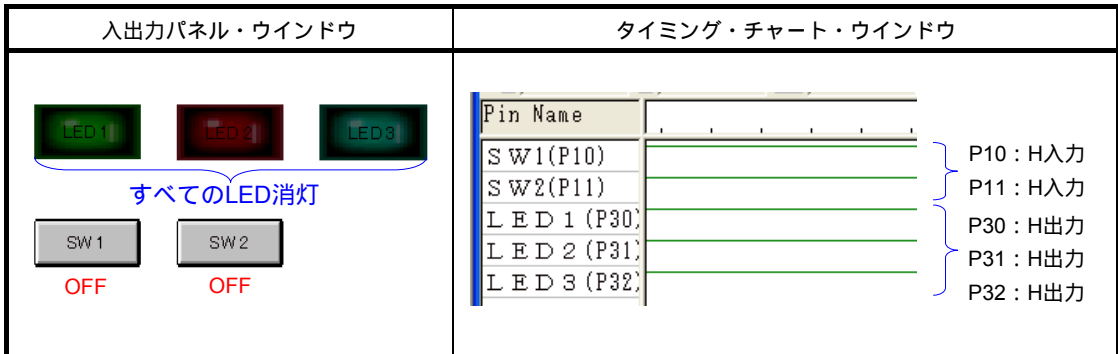 入出力パネル・ウインドウ
タイミング・チャート・ウインドウ
LED1
LED2
LED3
すべてのLED消灯
SW1
SW2
OFF
OFF
Pin Name
SW1(P10)
SW2(P11)
LED1(P30)
LED2(P31)
LED3(P32)
P10：H入力
P11：H入力
P30：H出力
P31：H出力
P32：H出力